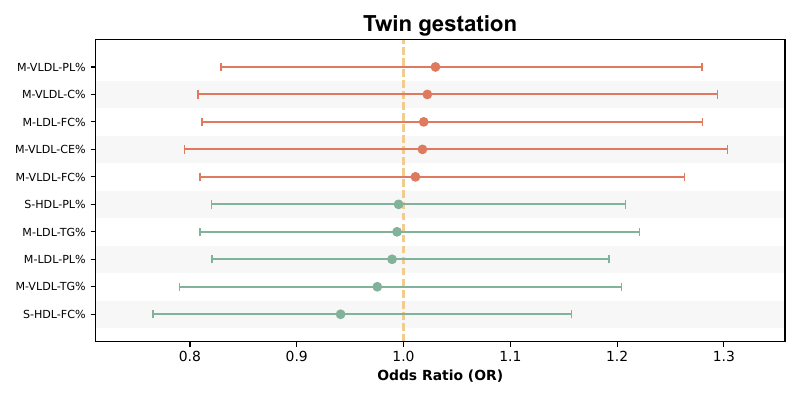 Twin gestation
M-VLDL-PL%
M-VLDL-C%
M-LDL-FC%
M-VLDL-CE%
M-VLDL-FC%
S-HDL-PL%
M-LDL-TG%
M-LDL-PL%
M-VLDL-TG%
S-HDL-FC%
0.8 0.9 1.0 1.1 1.2 1.3
Odds Ratio (OR)